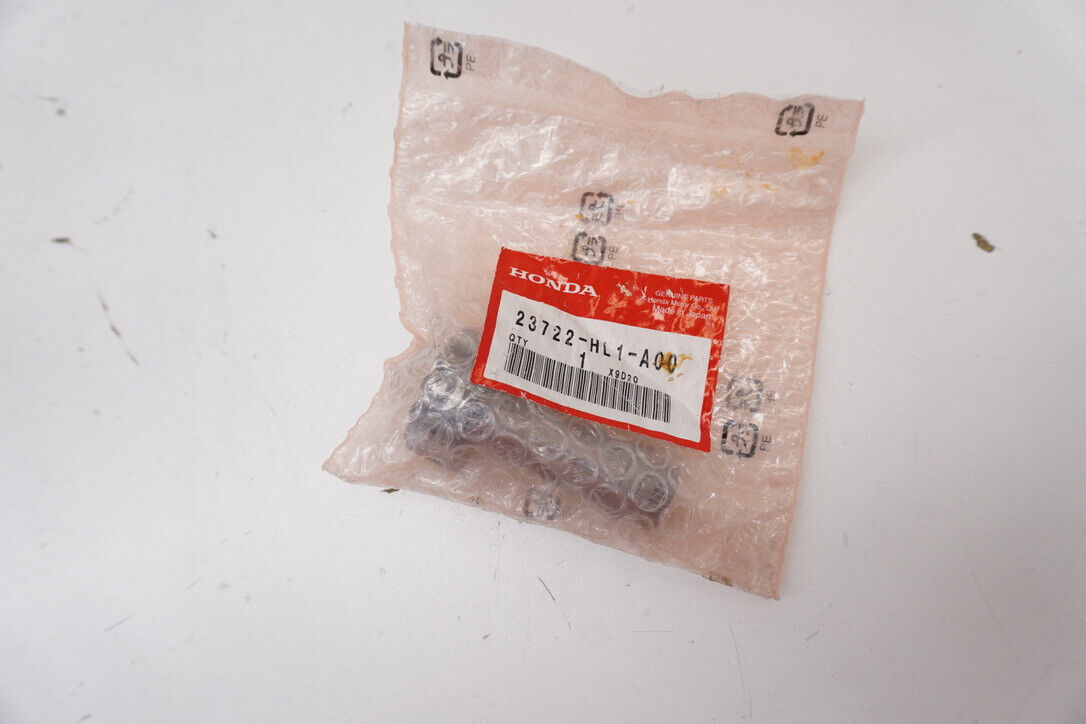 PE
PE
PE
PE
HONDA
GENUINE PARTS
Honda Motor Co., Ltd.
Made in Japan
23722-HL1-A00
QTY
1
X9D20
PE